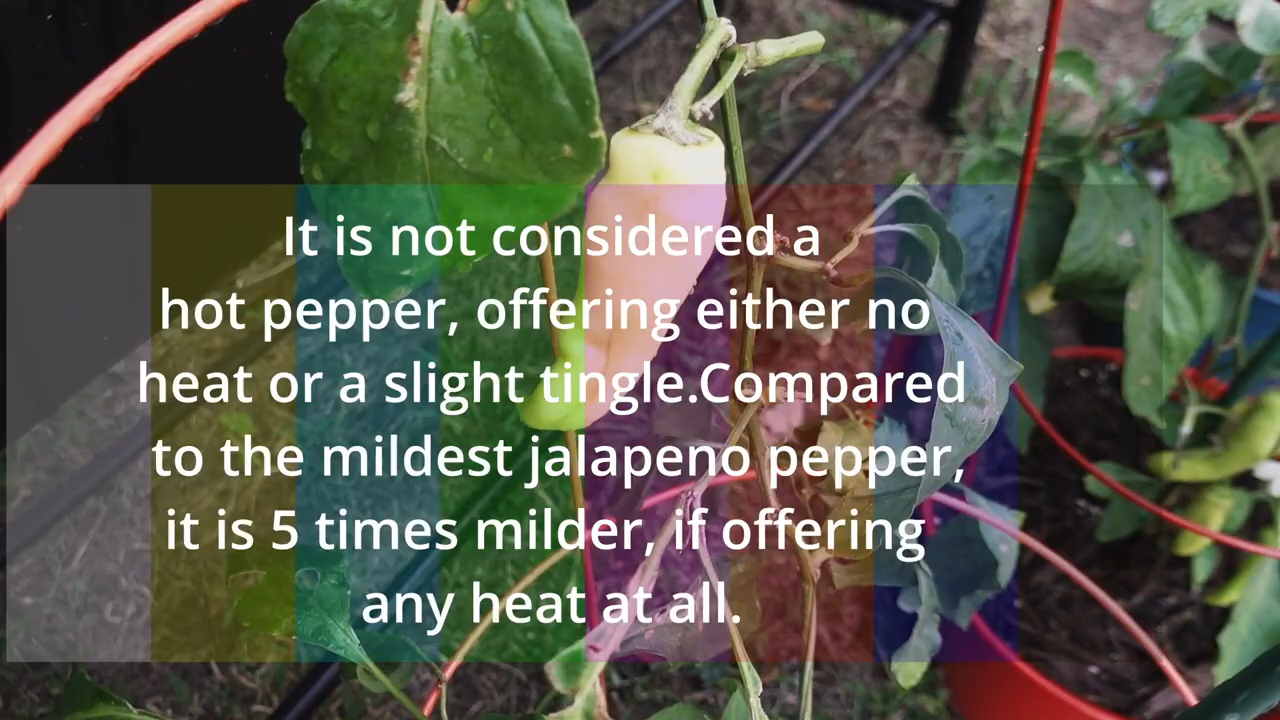 It is not considered a
hot pepper, offering either no
heat or a slight tingle.Compared
to the mildest jalapeno pepper,
it is 5 times milder, if offering
any heat at all.